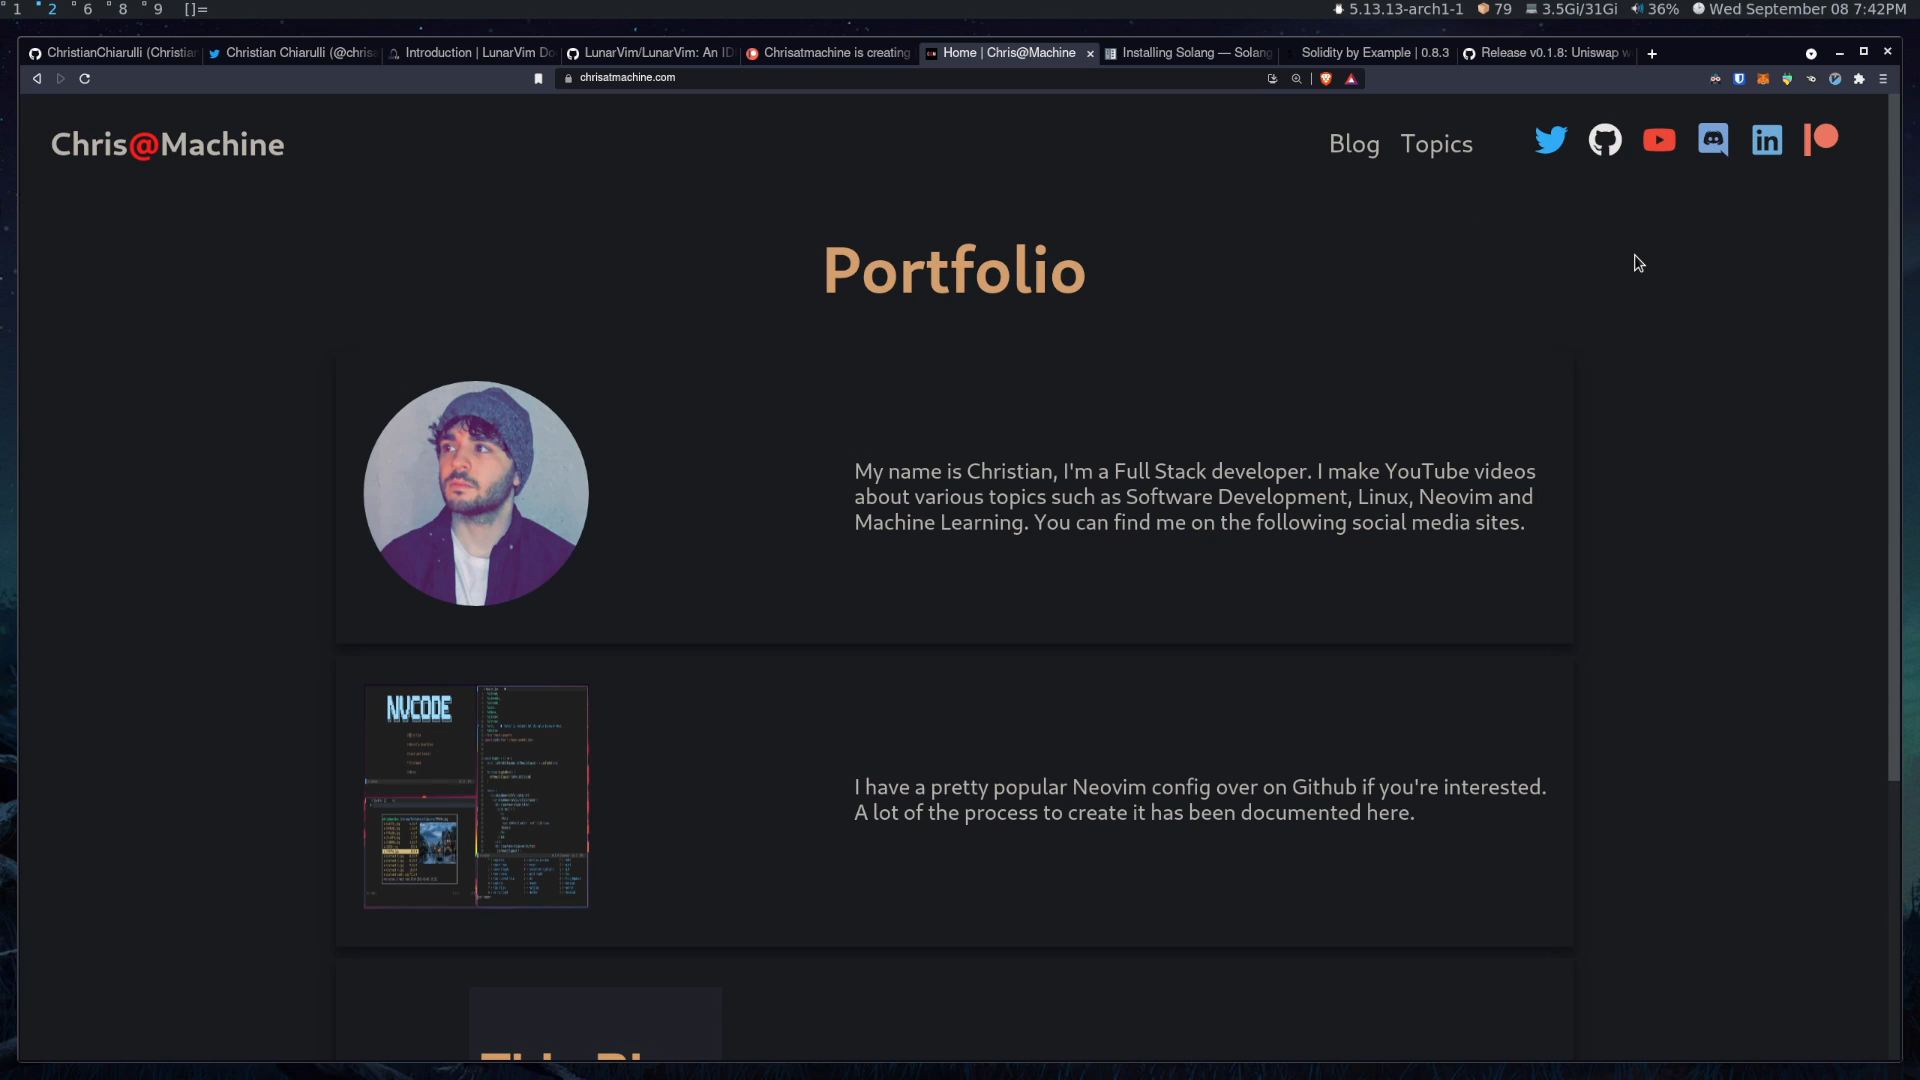 1 2 6 8 9 []= 5.13.13-arch1-1 79 3.5Gi/31Gi 36% Wed September 08 7:42PM
ChristianChiarulli (Christian Christian Chiarulli (@chris Introduction | LunarVim Do LunarVim/LunarVim: An ID Chrisatmachine is creating Home | Chris@Machine Installing Solang — Solang Solidity by Example | 0.8.3 Release v0.1.8: Uniswap
chrisatmachine.com
Chris@Machine Blog Topics
Portfolio
My name is Christian, I'm a Full Stack developer. I make YouTube videos
about various topics such as Software Development, Linux, Neovim and
Machine Learning. You can find me on the following social media sites.
NVCODE
I have a pretty popular Neovim config over on Github if you're interested.
A lot of the process to create it has been documented here.